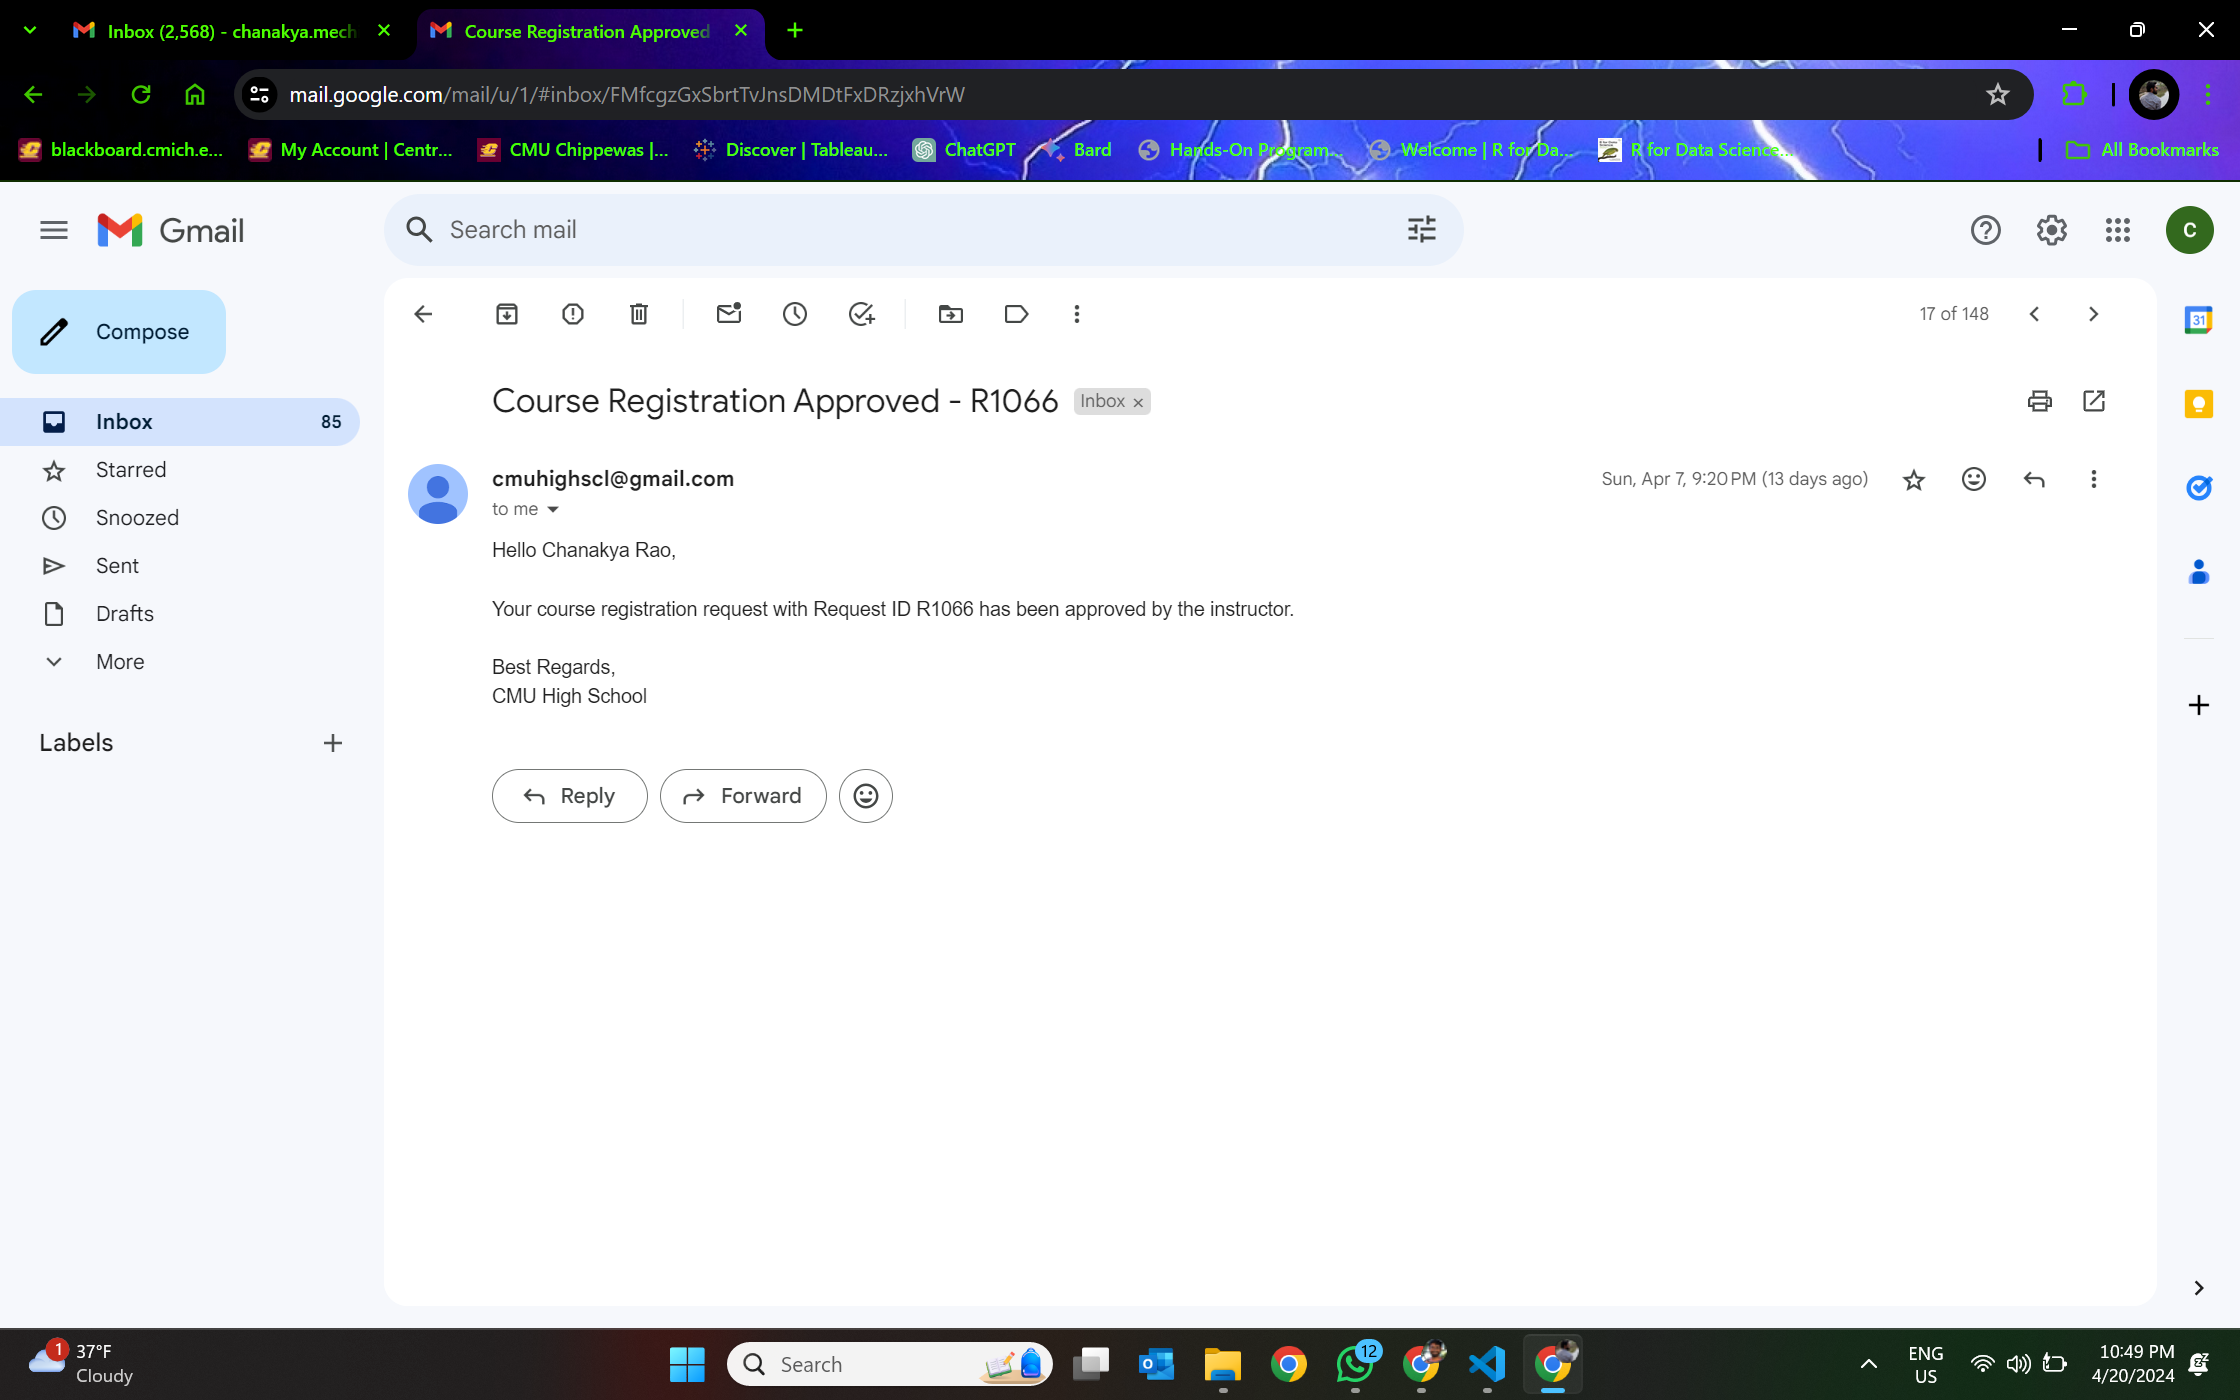 Inbox (2,568) - chanakya.mech
Course Registration Approved
mail.google.com/mail/u/1/#inbox/FMfcgzGxSbrtTvJnsDMDtFxDRzjxhVrW
blackboard.cmich.e...
My Account | Centr...
CMU Chippewas |...
Discover | Tableau...
ChatGPT
Bard
Hands-On Program...
Welcome | R for Da...
R for Data Science...
All Bookmarks
Gmail
Search mail
C
Compose
17 of 148
31
Inbox 85
Starred
Snoozed
Sent
Drafts
More
Labels
Course Registration Approved - R1066
Inbox
cmuhighscl@gmail.com
Sun, Apr 7, 9:20 PM (13 days ago)
to me
Hello Chanakya Rao,
Your course registration request with Request ID R1066 has been approved by the instructor.
Best Regards,
CMU High School
Reply
Forward
1
37°F
Cloudy
Search
12
ENG
US
10:49 PM
4/20/2024